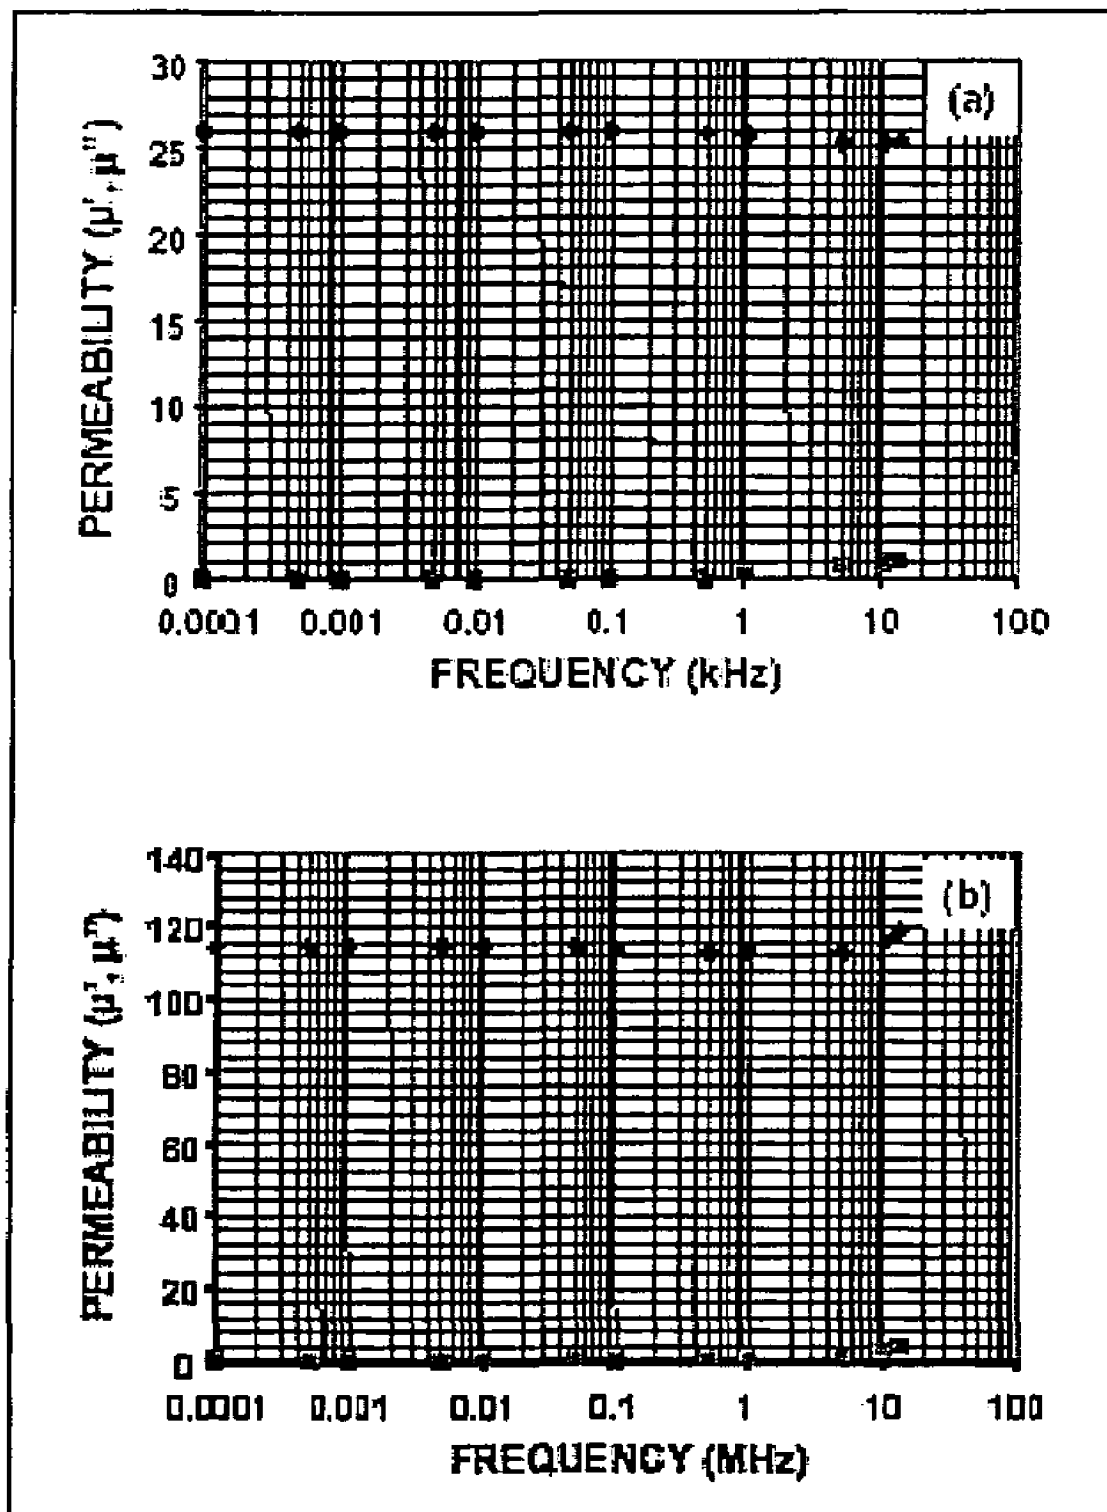 (a)
PERMEABILITY (μ', μ")
30
25
20
15
10
5
0
0.0001 0.001 0.01 0.1 1 10 100
FREQUENCY (kHz)
(b)
PERMEABILITY (μ', μ")
140
120
100
80
60
40
20
0
0.0001 0.001 0.01 0.1 1 10 100
FREQUENCY (MHz)